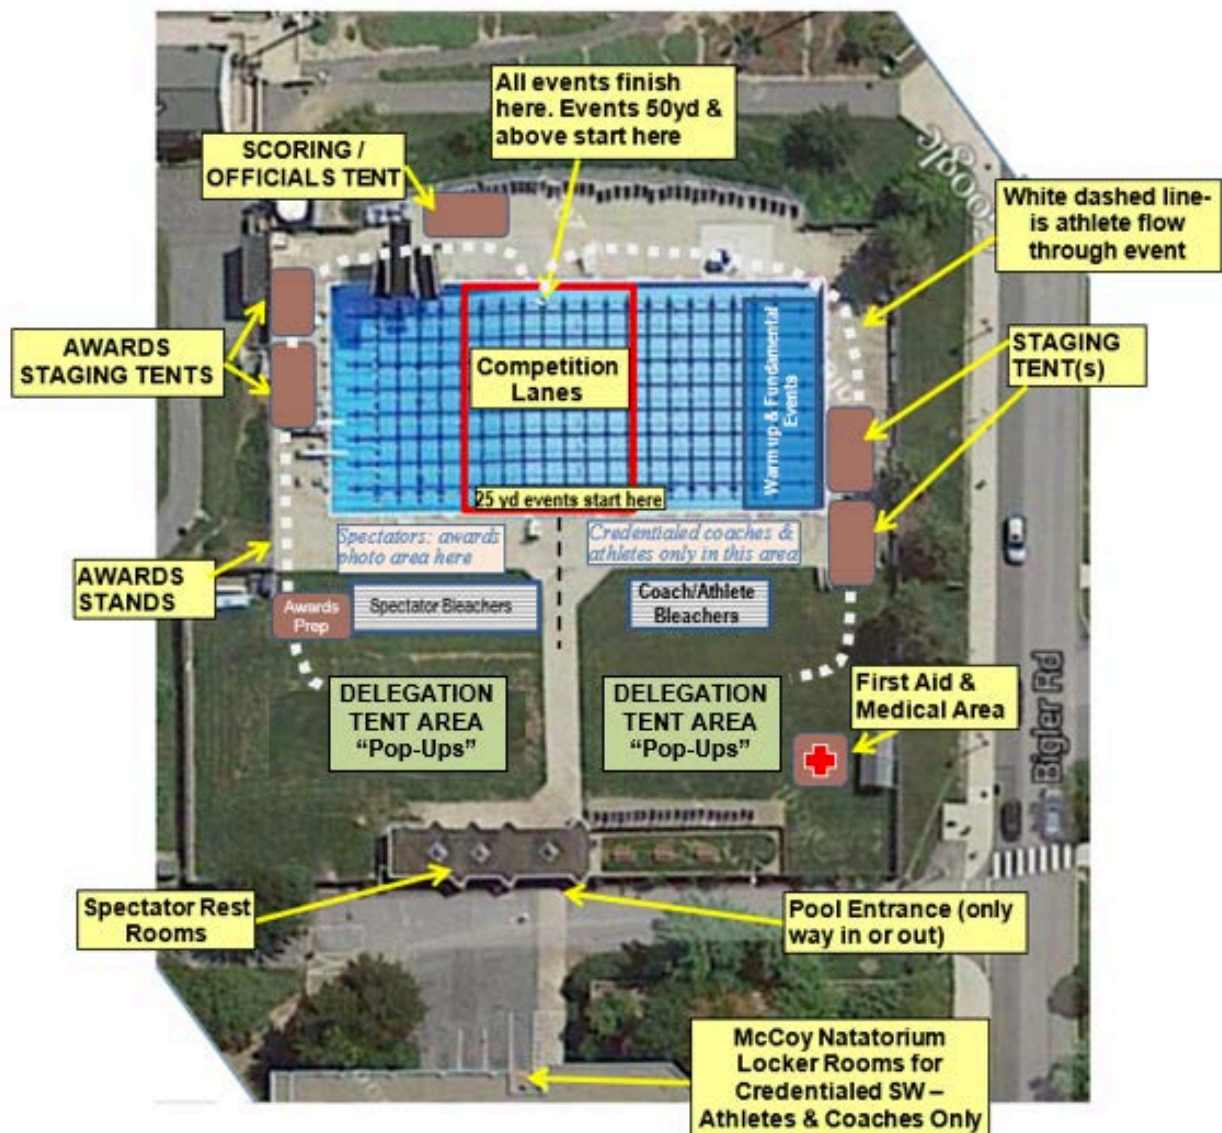 All events finish
here. Events 50yd &
above start here
SCORING /
OFFICIALS TENT
White dashed line-
is athlete flow
through event
AWARDS
STAGING TENTS
Competition
Lanes
Warm up & Fundamental
Events
STAGING
TENT(s)
25 yd events start here
Spectators: awards
photo area here
Credentialed coaches &
athletes only in this area
AWARDS
STANDS
Awards
Prep
Spectator Bleachers
Coach/Athlete
Bleachers
DELEGATION
TENT AREA
“Pop-Ups”
DELEGATION
TENT AREA
“Pop-Ups”
First Aid &
Medical Area
Bigler Rd
Spectator Rest
Rooms
Pool Entrance (only
way in or out)
McCoy Natatorium
Locker Rooms for
Credentialed SW –
Athletes & Coaches Only